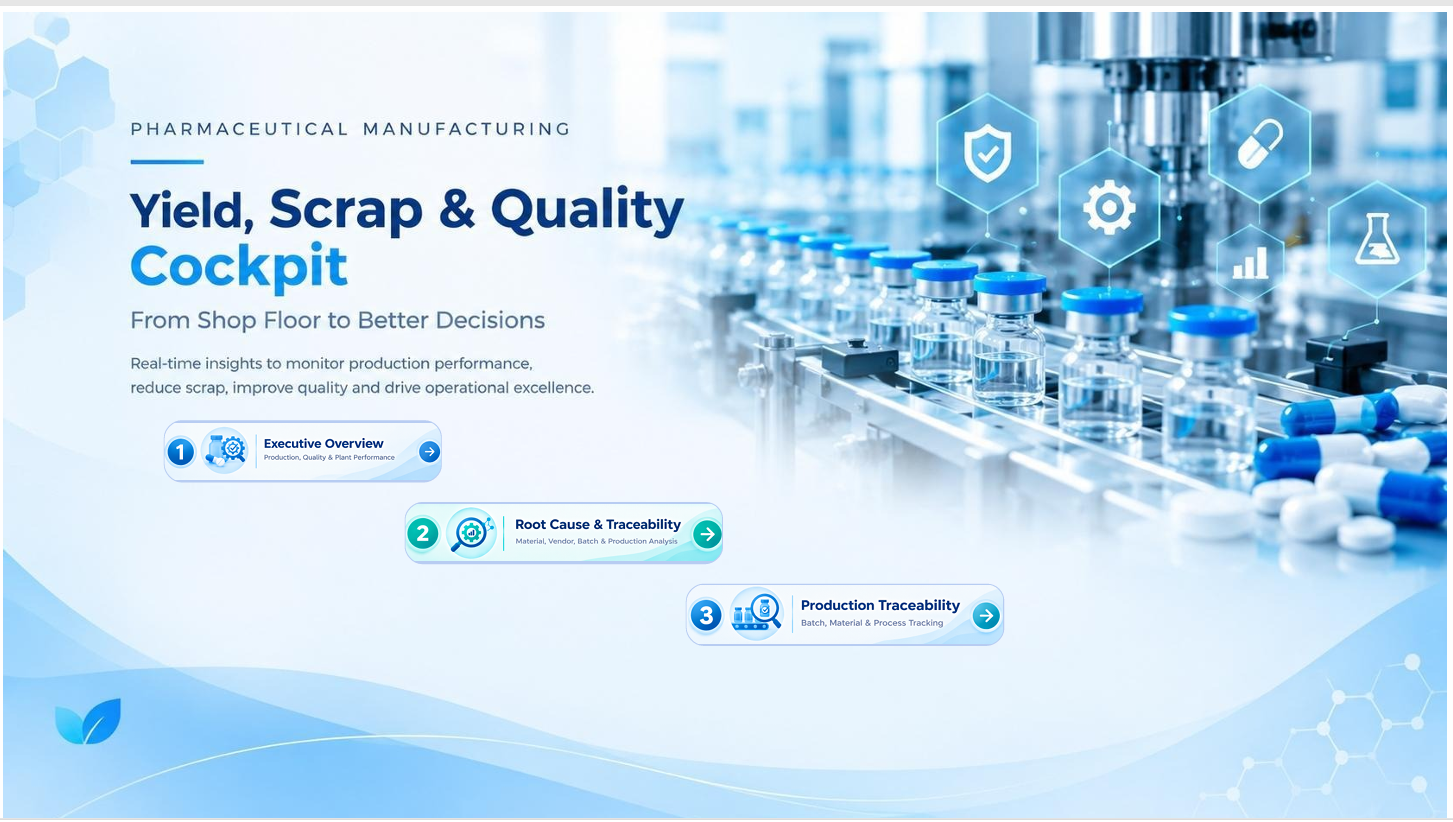 PHARMACEUTICAL MANUFACTURING
Yield, Scrap & Quality
Cockpit
From Shop Floor to Better Decisions
Real-time insights to monitor production performance,
reduce scrap, improve quality and drive operational excellence.
1
Executive Overview
Production, Quality & Plant Performance
2
Root Cause & Traceability
Material, Vendor, Batch & Production Analysis
3
Production Traceability
Batch, Material & Process Tracking